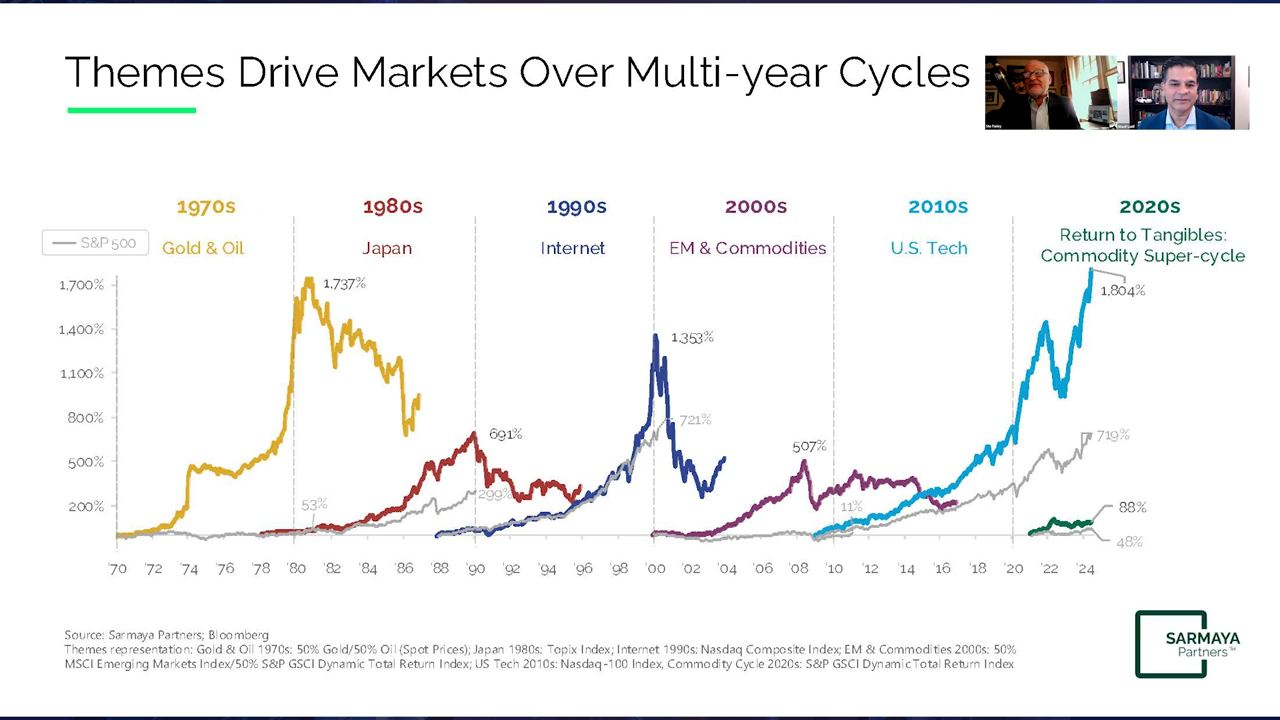 Themes Drive Markets Over Multi-year Cycles
1970s
1980s
1990s
2000s
2010s
2020s
S&P 500
Gold & Oil
Japan
Internet
EM & Commodities
U.S. Tech
Return to Tangibles:
Commodity Super-cycle
1,700%
1,400%
1,100%
800%
500%
200%
1,737%
53%
691%
299%
1,353%
721%
507%
11%
1,804%
719%
88%
48%
'70 '72 '74 '76 '78 '80 '82 '84 '86 '88 '90 '92 '94 '96 '98 '00 '02 '04 '06 '08 '10 '12 '14 '16 '18 '20 '22 '24
Source: Sarmaya Partners; Bloomberg
Themes representation: Gold & Oil 1970s: 50% Gold/50% Oil (Spot Prices); Japan 1980s: Topix Index; Internet 1990s: Nasdaq Composite Index; EM & Commodities 2000s: 50%
MSCI Emerging Markets Index/50% S&P GSCI Dynamic Total Return Index; US Tech 2010s: Nasdaq-100 Index, Commodity Cycle 2020s: S&P GSCI Dynamic Total Return Index
SARMAYA
Partners